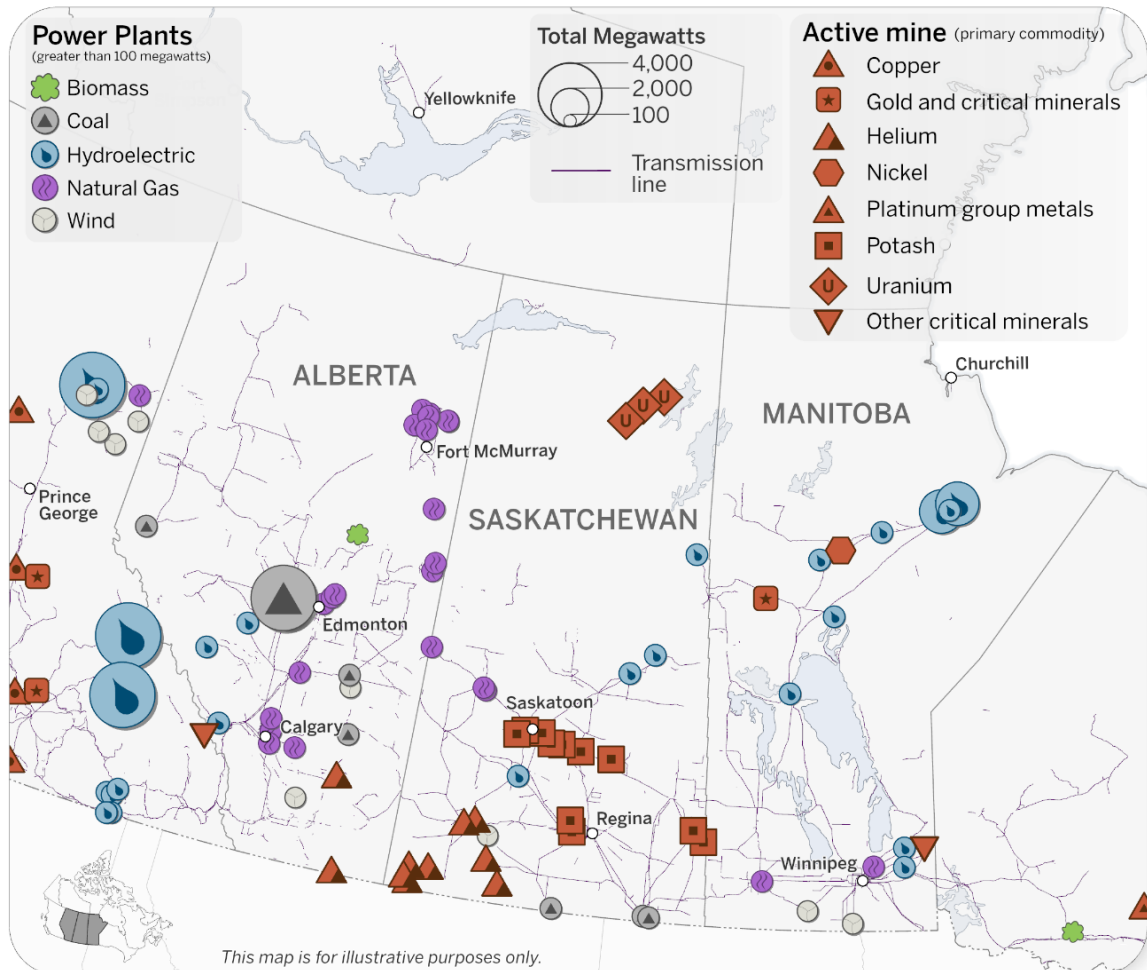 Power Plants
(greater than 100 megawatts)
Biomass
Coal
Hydroelectric
Natural Gas
Wind
Total Megawatts
4,000
2,000
100
Transmission
line
Active mine (primary commodity)
Copper
Gold and critical minerals
Helium
Nickel
Platinum group metals
Potash
Uranium
Other critical minerals
Yellowknife
Churchill
ALBERTA
MANITOBA
U
U
U
U
Fort McMurray
Prince
George
SASKATCHEWAN
Edmonton
Saskatoon
Calgary
Regina
Winnipeg
This map is for illustrative purposes only.